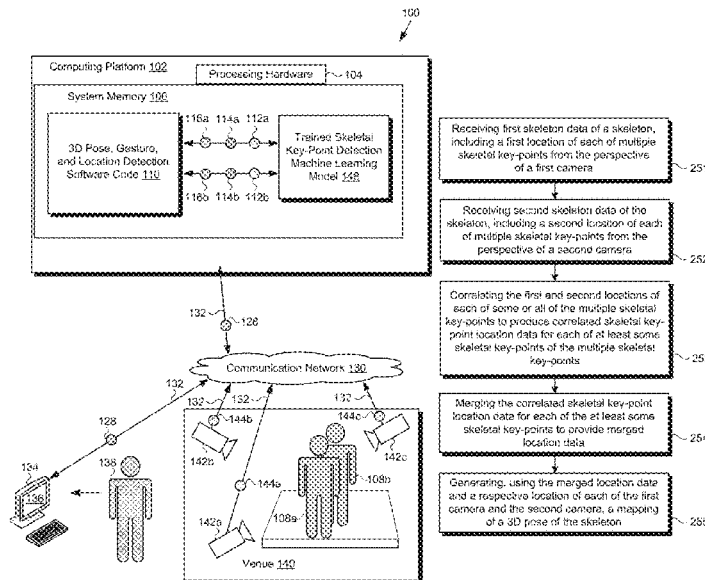 100
Computing Platform 102
Processing Hardware
104
System Memory 106
116a
114a
112a
3D Pose, Gesture,
and Location Detection
Software Code 110
Trained Skeletal
Key-Point Detection
Machine Learning
Model 148
116b
114b
112b
132
128
Communication Network 130
132
128
134
136
138
132
132
132
144b
144c
142b
142c
144a
108b
108a
142a
Venue 140
Receiving first skeleton data of a skeleton,
including a first location of each of multiple
skeletal key-points from the perspective
of a first camera
251
Receiving second skeleton data of the
skeleton, including a second location of each
of multiple skeletal key-points from the
perspective of a second camera
252
Correlating the first and second locations of
each of some or all of the multiple skeletal
key-points to produce correlated skeletal key-
point location data for each of at least some
skeletal key-points of the multiple skeletal
key-points
Merging the correlated skeletal key-point
location data for each of the at least some
skeletal key-points to provide merged
location data
254
Generating, using the merged location data
and a respective location of each of the first
camera and the second camera, a mapping
of a 3D pose of the skeleton
255